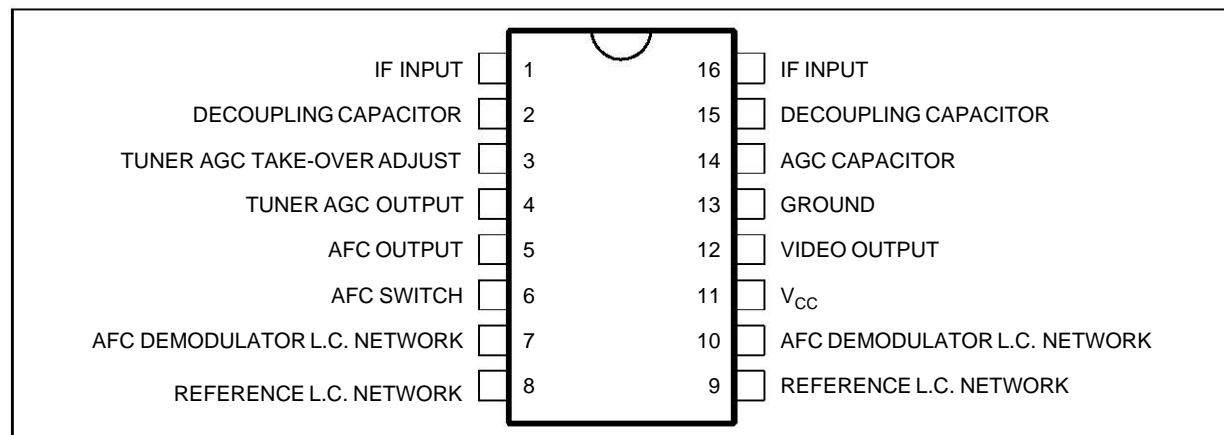 IF INPUT 1 16 IF INPUT
DECOUPLING CAPACITOR 2 15 DECOUPLING CAPACITOR
TUNER AGC TAKE-OVER ADJUST 3 14 AGC CAPACITOR
TUNER AGC OUTPUT 4 13 GROUND
AFC OUTPUT 5 12 VIDEO OUTPUT
AFC SWITCH 6 11 VCC
AFC DEMODULATOR L.C. NETWORK 7 10 AFC DEMODULATOR L.C. NETWORK
REFERENCE L.C. NETWORK 8 9 REFERENCE L.C. NETWORK